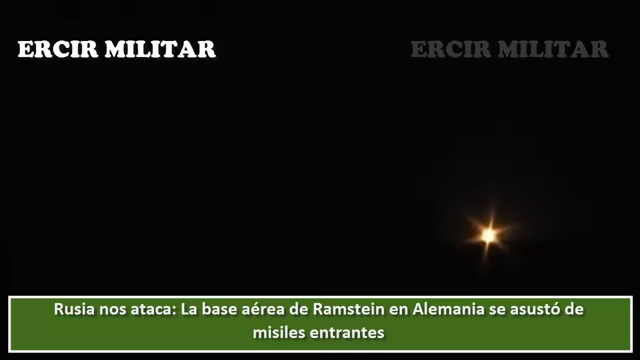 ERCIR MILITAR ERCIR MILITAR
Rusia nos ataca: La base aérea de Ramstein en Alemania se asustó de
misiles entrantes